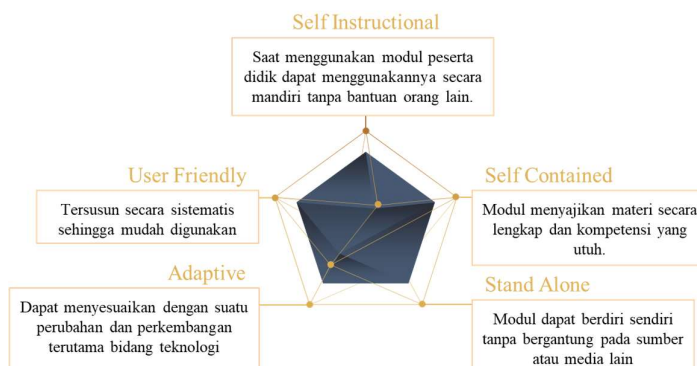 Self Instructional
Saat menggunakan modul peserta
didik dapat menggunakannya secara
mandiri tanpa bantuan orang lain.
User Friendly
Tersusun secara sistematis
sehingga mudah digunakan
Self Contained
Modul menyajikan materi secara
lengkap dan kompetensi yang
utuh.
Adaptive
Dapat menyesuaikan dengan suatu
perubahan dan perkembangan
terutama bidang teknologi
Stand Alone
Modul dapat berdiri sendiri
tanpa bergantung pada sumber
atau media lain